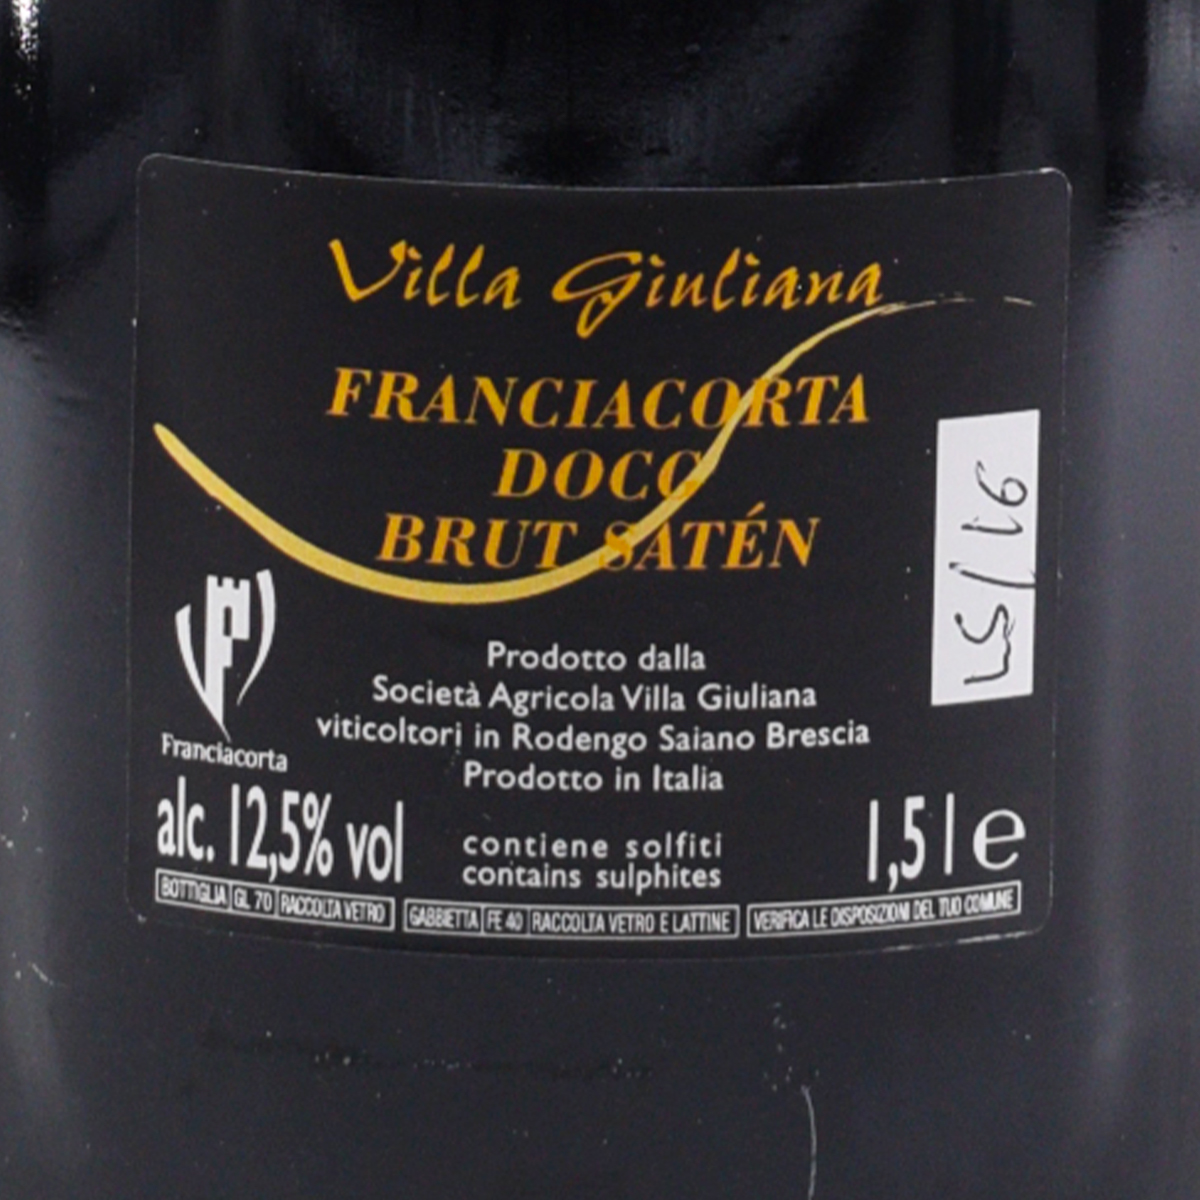 Villa Giuliana
FRANCIACORTA
DOCG
BRUT SATÉN
Prodotto dalla
Società Agricola Villa Giuliana
viticoltori in Rodengo Saiano Brescia
Prodotto in Italia
Franciacorta
alc. 12,5% vol
contiene solfiti
contains sulphites
1,5 l e
BOTTIGLIA GL 70 RACCOLTA VETRO
GABBIETTA FE 40 RACCOLTA VETRO E LATTINE
VERIFICA LE DISPOSIZIONI DEL TUO COMUNE